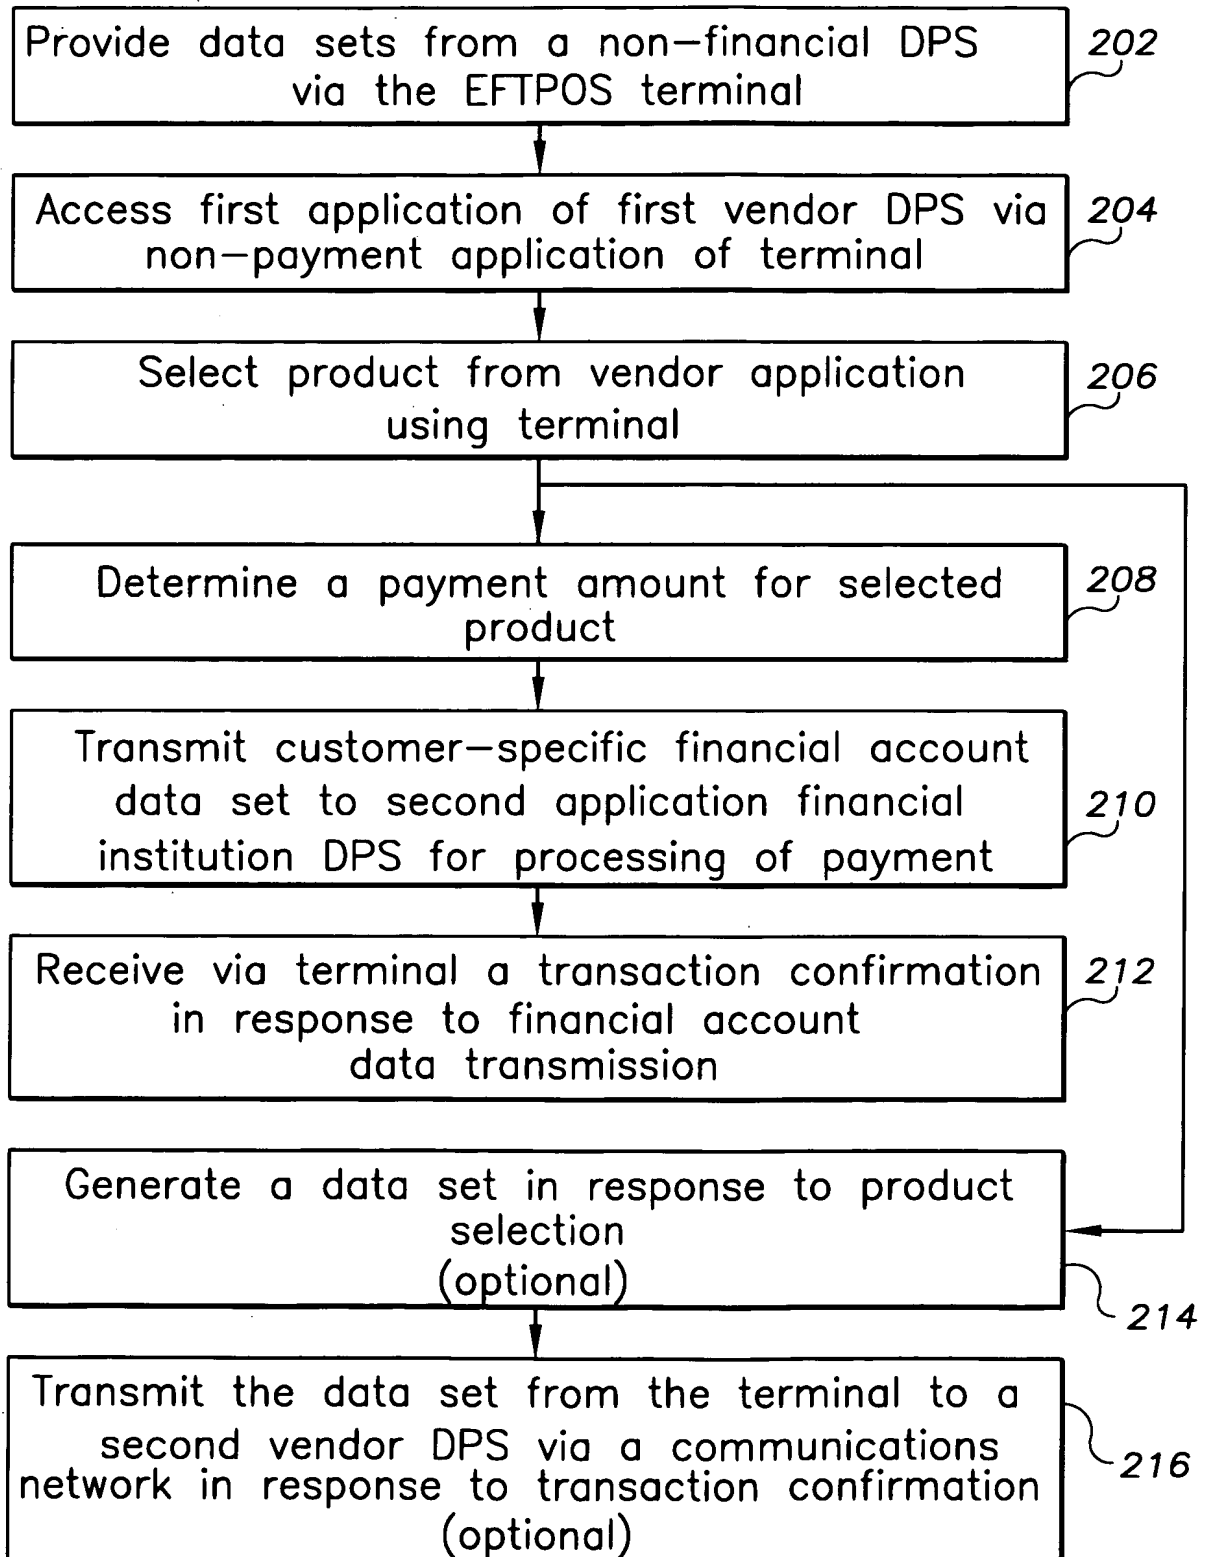 Provide data sets from a non-financial DPS
via the EFTPOS terminal
202
Access first application of first vendor DPS via
non-payment application of terminal
204
Select product from vendor application
using terminal
206
Determine a payment amount for selected
product
208
Transmit customer-specific financial account
data set to second application financial
institution DPS for processing of payment
210
Receive via terminal a transaction confirmation
in response to financial account
data transmission
212
Generate a data set in response to product
selection
(optional)
214
Transmit the data set from the terminal to a
second vendor DPS via a communications
network in response to transaction confirmation
(optional)
216